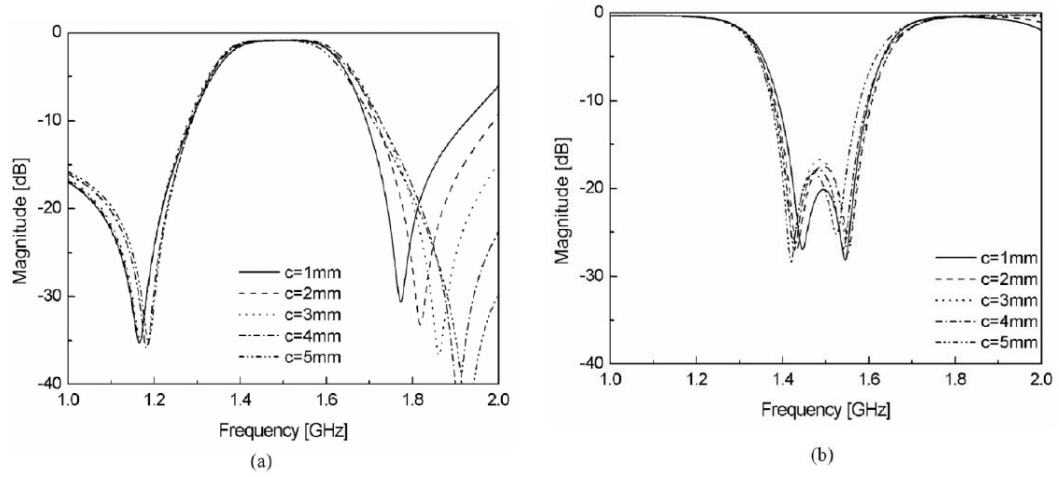 0
-10
-20
-30
-40
Magnitude [dB]
c=1mm
c=2mm
c=3mm
c=4mm
c=5mm
1.0 1.2 1.4 1.6 1.8 2.0
Frequency [GHz]
(a)
0
-10
-20
-30
-40
Magnitude [dB]
c=1mm
c=2mm
c=3mm
c=4mm
c=5mm
1.0 1.2 1.4 1.6 1.8 2.0
Frequency [GHz]
(b)